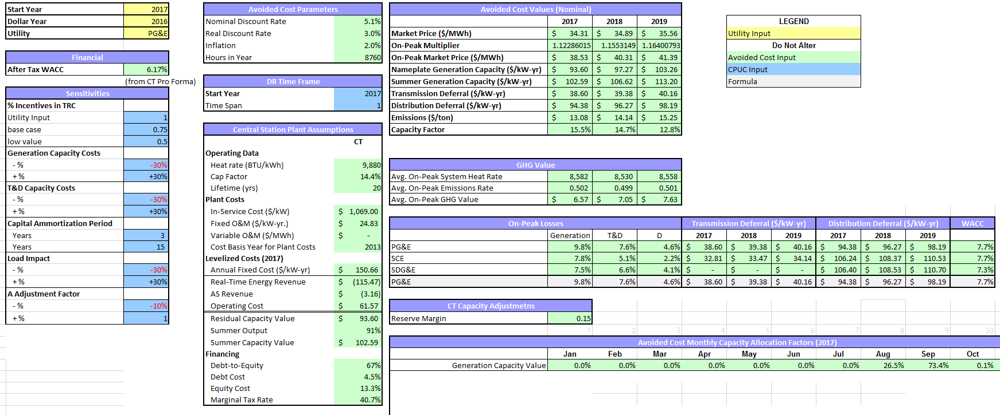 Start Year 2017
Dollar Year 2016
Utility PG&E
Financial
After Tax WACC 6.17%
(from CT Pro Forma)
Sensitivities
% Incentives in TRC
Utility Input 1
base case 0.75
low value 0.5
Generation Capacity Costs
- % -30%
+ % +30%
T&D Capacity Costs
- % -30%
+ % +30%
Capital Ammortization Period
Years 3
Years 15
Load Impact
- % -30%
+ % +30%
A Adjustment Factor
- % -10%
+ % 1
Avoided Cost Parameters
Nominal Discount Rate 5.1%
Real Discount Rate 3.0%
Inflation 2.0%
Hours in Year 8760
DR Time Frame
Start Year 2017
Time Span 1
Central Station Plant Assumptions
CT
Operating Data
Heat rate (BTU/kWh) 9,880
Cap Factor 14.4%
Lifetime (yrs) 20
Plant Costs
In-Service Cost ($/kW) $ 1,069.00
Fixed O&M ($/kW-yr.) $ 24.83
Variable O&M ($/MWh) $ -
Cost Basis Year for Plant Costs 2013
Levelized Costs (2017)
Annual Fixed Cost ($/kW-yr) $ 150.66
Real-Time Energy Revenue $ (115.47)
AS Revenue $ (3.16)
Operating Cost $ 61.57
Residual Capacity Value $ 93.60
Summer Output 91%
Summer Capacity Value $ 102.59
Financing
Debt-to-Equity 67%
Debt Cost 4.5%
Equity Cost 13.3%
Marginal Tax Rate 40.7%
Avoided Cost Values (Nominal)
2017 2018 2019
Market Price ($/MWh) $ 34.31 $ 34.89 $ 35.56
On-Peak Multiplier 1.12286015 1.1553149 1.16400793
On-Peak Market Price ($/MWh) $ 38.53 $ 40.31 $ 41.39
Nameplate Generation Capacity ($/kW-yr) $ 93.60 $ 97.27 $ 103.26
Summer Generation Capacity ($/kW-yr) $ 102.59 $ 106.62 $ 113.20
Transmission Deferral ($/kW-yr) $ 38.60 $ 39.38 $ 40.16
Distribution Deferral ($/kW-yr) $ 94.38 $ 96.27 $ 98.19
Emissions ($/ton) $ 13.08 $ 14.14 $ 15.25
Capacity Factor 15.5% 14.7% 12.8%
LEGEND
Utility Input
Do Not Alter
Avoided Cost Input
CPUC Input
Formula
GHG Value
Avg. On-Peak System Heat Rate 8,582 8,530 8,558
Avg. On-Peak Emissions Rate 0.502 0.499 0.501
Avg. On-Peak GHG Value $ 6.57 $ 7.05 $ 7.63
On-Peak Losses Transmission Deferral ($/kW-yr) Distribution Deferral ($/kW-yr) WACC
Generation T&D D 2017 2018 2019 2017 2018 2019
PG&E 9.8% 7.6% 4.6% $ 38.60 $ 39.38 $ 40.16 $ 94.38 $ 96.27 $ 98.19 7.7%
SCE 7.8% 5.1% 2.2% $ 32.81 $ 33.47 $ 34.14 $ 106.24 $ 108.37 $ 110.53 7.7%
SDG&E 7.5% 6.6% 4.1% $ - $ - $ - $ 106.40 $ 108.53 $ 110.70 7.3%
PG&E 9.8% 7.6% 4.6% $ 38.60 $ 39.38 $ 40.16 $ 94.38 $ 96.27 $ 98.19 7.7%
CT Capacity Adjustmetns
Reserve Margin 0.15
1 2 3 4 5 6 7 8 9 10
Avoided Cost Monthly Capacity Allocation Factors (2017)
Jan Feb Mar Apr May Jun Jul Aug Sep Oct
Generation Capacity Value 0.0% 0.0% 0.0% 0.0% 0.0% 0.0% 0.0% 26.5% 73.4% 0.1%